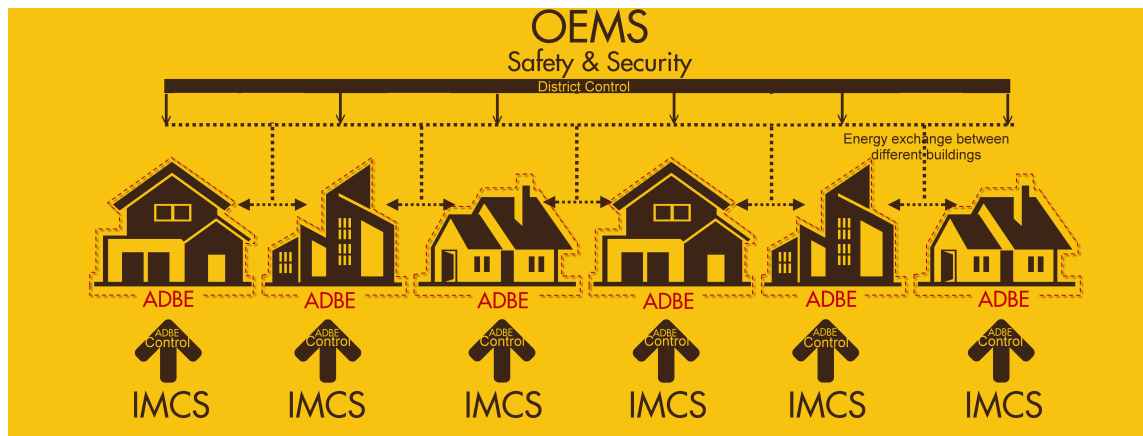 OEMS
Safety & Security
District Control
Energy exchange between
different buildings
ADBE
ADBE
ADBE
ADBE
ADBE
ADBE
ADBE
Control
ADBE
Control
ADBE
Control
ADBE
Control
ADBE
Control
ADBE
Control
IMCS
IMCS
IMCS
IMCS
IMCS
IMCS